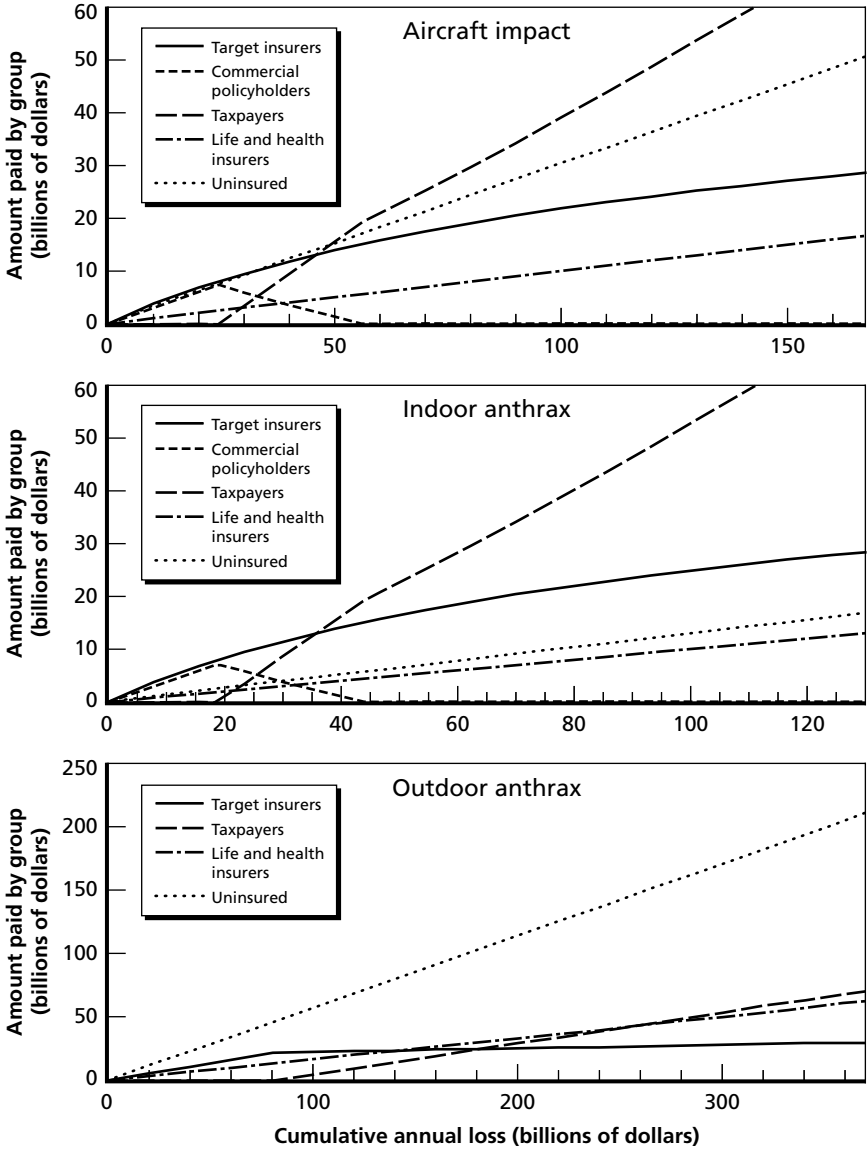 Aircraft impact
Amount paid by group
(billions of dollars)
60
50
40
30
20
10
0
Target insurers
Commercial
policyholders
Taxpayers
Life and health
insurers
Uninsured
0
50
100
150
Indoor anthrax
Amount paid by group
(billions of dollars)
60
50
40
30
20
10
0
Target insurers
Commercial
policyholders
Taxpayers
Life and health
insurers
Uninsured
0
20
40
60
80
100
120
Outdoor anthrax
Amount paid by group
(billions of dollars)
250
200
150
100
50
0
Target insurers
Taxpayers
Life and health
insurers
Uninsured
0
100
200
300
Cumulative annual loss (billions of dollars)